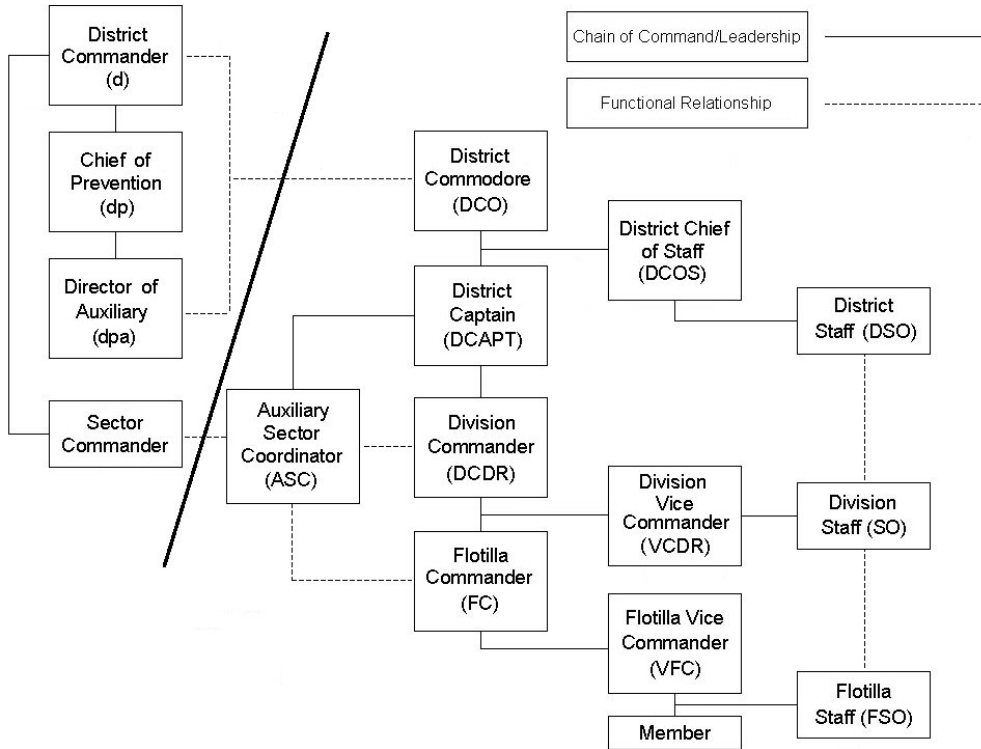 District
Commander
(d)
Chief of
Prevention
(dp)
Director of
Auxiliary
(dpa)
Sector
Commander
Auxiliary
Sector
Coordinator
(ASC)
Chain of Command/Leadership
Functional Relationship
District
Commodore
(DCO)
District Chief
of Staff
(DCOS)
District
Captain
(DCAPT)
District
Staff (DSO)
Division
Commander
(DCDR)
Division
Vice
Commander
(VCDR)
Division
Staff (SO)
Flotilla
Commander
(FC)
Flotilla Vice
Commander
(VFC)
Flotilla
Staff (FSO)
Member